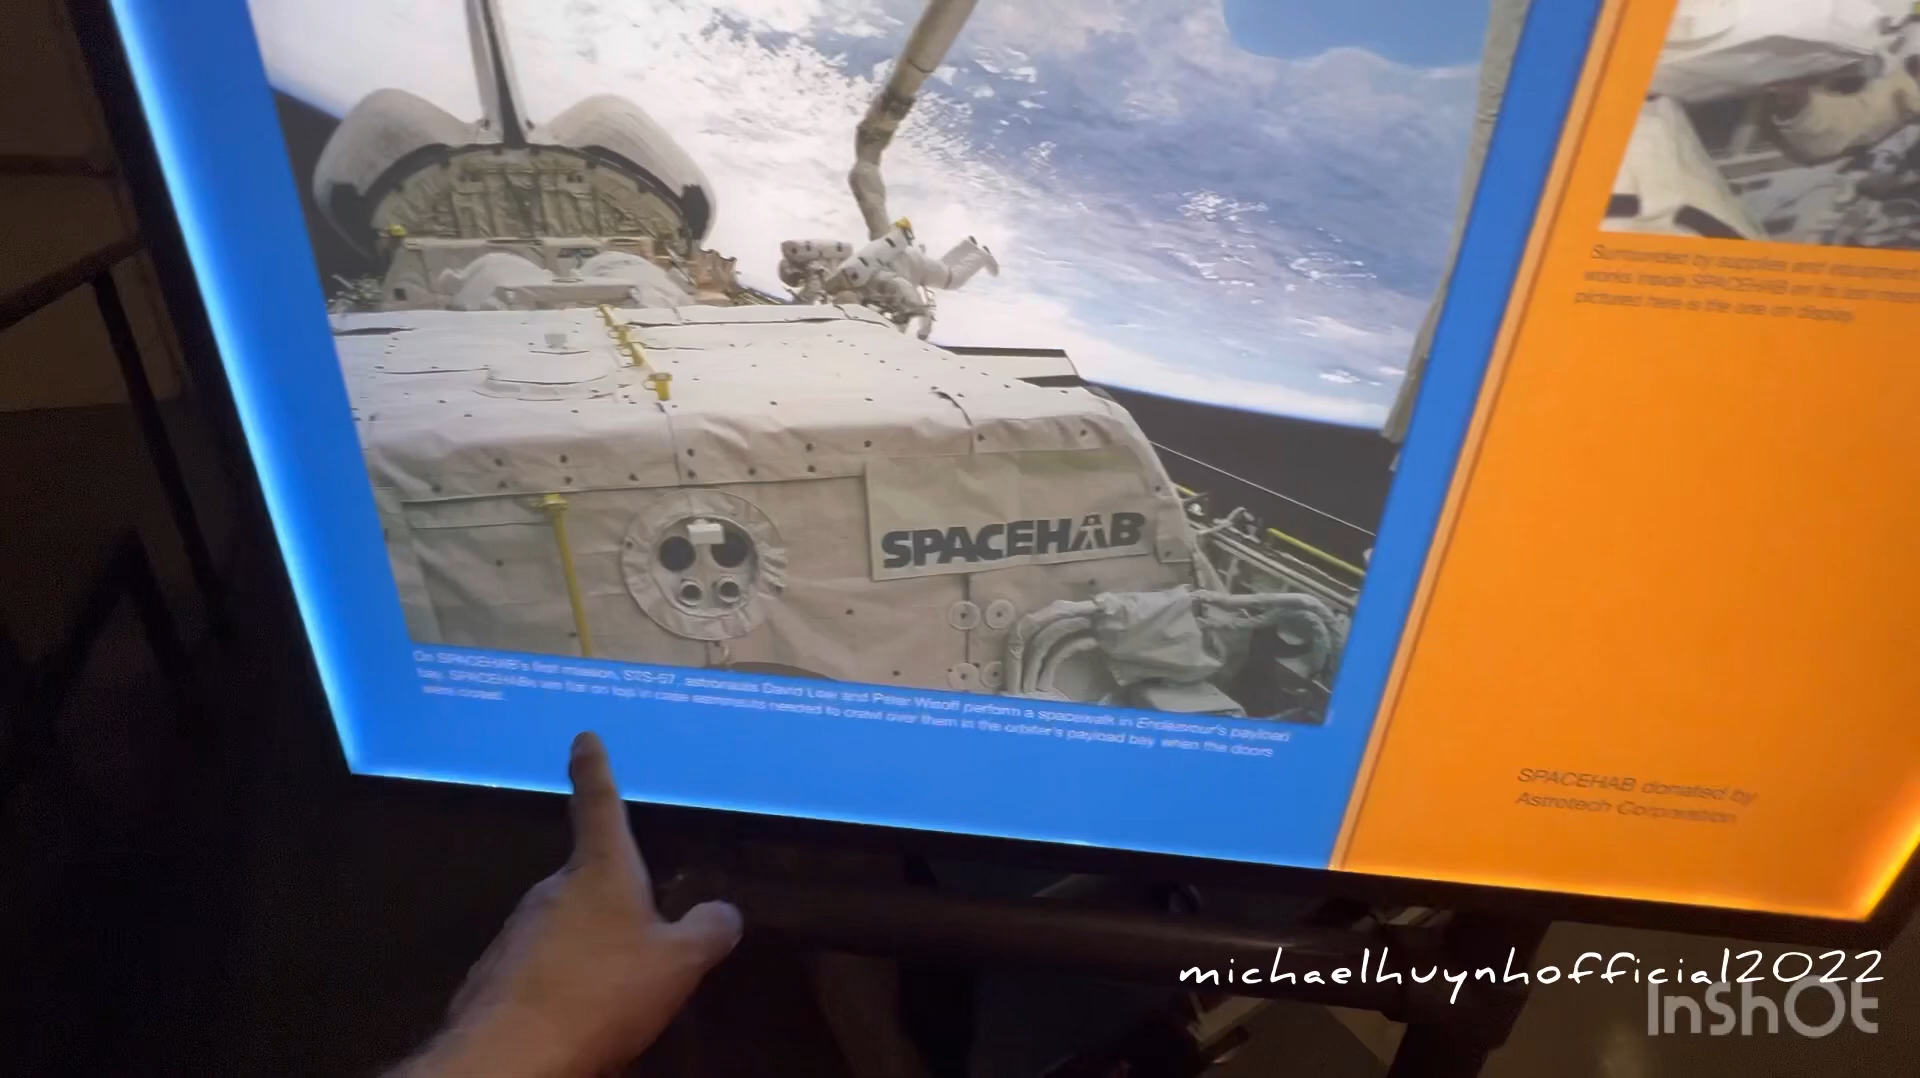 SPACEHAB
On SPACEHAB's first mission, STS-57, astronauts David Low and Peter Wisoff perform a spacewalk in Endeavour's payload
bay. SPACEHABs are flat on top in case astronauts needed to crawl over them in the orbiter's payload bay when the doors
were closed.
Surrounded by supplies and equipment
works inside SPACEHAB on its last
pictured here is the one on display.
SPACEHAB donated by
Astrotech Corporation
michaelhuynhofficial2022
InShOt